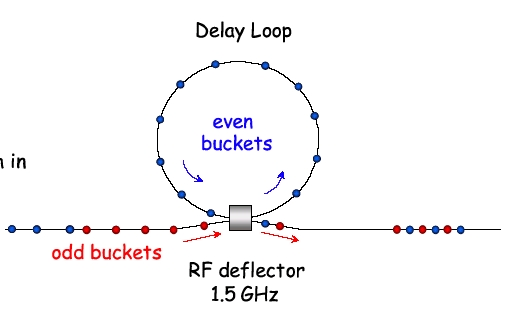 Delay Loop
even
buckets
in
odd buckets
RF deflector
1.5 GHz